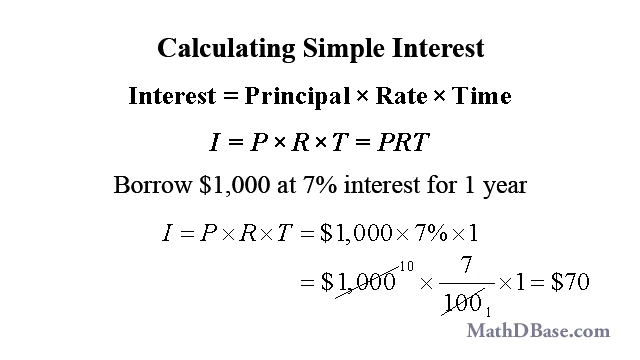 Calculating Simple Interest
Interest = Principal × Rate × Time
I = P × R × T = PRT
Borrow $1,000 at 7% interest for 1 year
I = P × R × T = $1,000 × 7% × 1
= $1,000 10 × 7/100 1 × 1 = $70
MathDBase.com